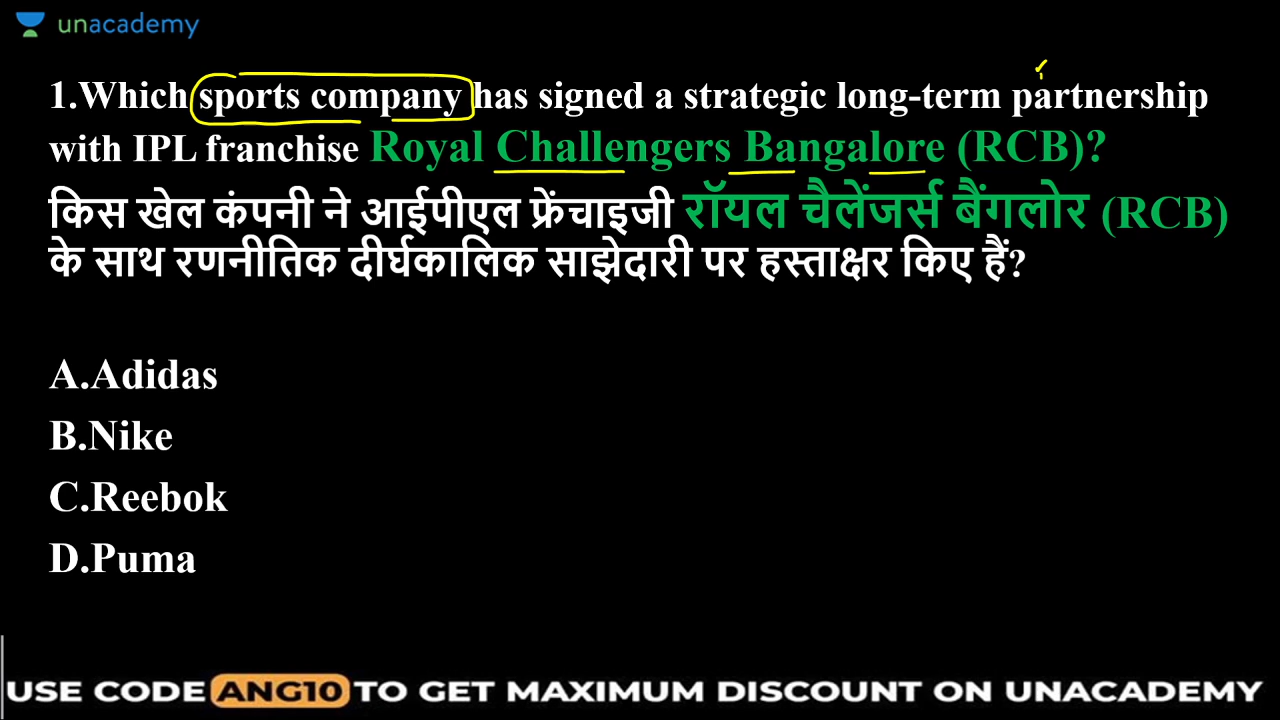 unacademy
1.Which sports company has signed a strategic long-term partnership
with IPL franchise Royal Challengers Bangalore (RCB)?
किस खेल कंपनी ने आईपीएल फ्रेंचाइजी रॉयल चैलेंजर्स बैंगलोर (RCB)
के साथ रणनीतिक दीर्घकालिक साझेदारी पर हस्ताक्षर किए हैं?
A.Adidas
B.Nike
C.Reebok
D.Puma
USE CODE ANG10 TO GET MAXIMUM DISCOUNT ON UNACADEMY